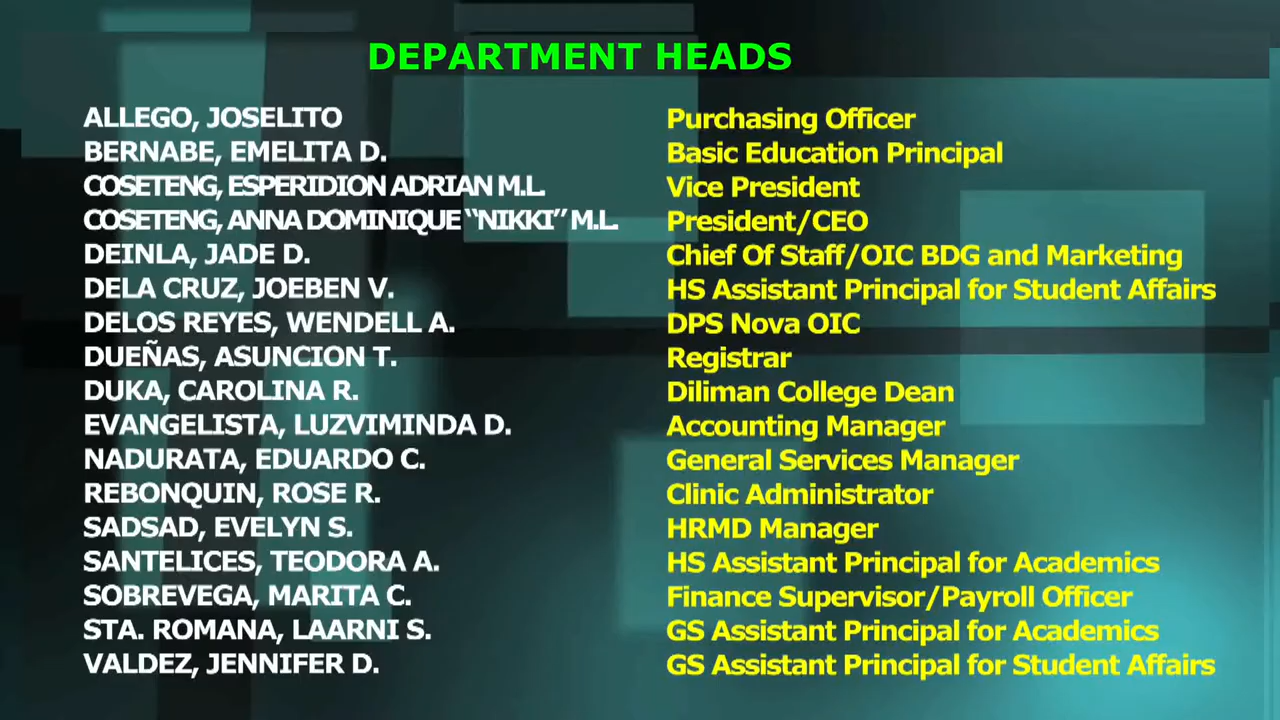 DEPARTMENT HEADS
ALLEGO, JOSELITO Purchasing Officer
BERNABE, EMELITA D. Basic Education Principal
COSETENG, ESPERIDION ADRIAN M.L. Vice President
COSETENG, ANNA DOMINIQUE “NIKKI” M.L. President/CEO
DEINLA, JADE D. Chief Of Staff/OIC BDG and Marketing
DELA CRUZ, JOEBEN V. HS Assistant Principal for Student Affairs
DELOS REYES, WENDELL A. DPS Nova OIC
DUEÑAS, ASUNCION T. Registrar
DUKA, CAROLINA R. Diliman College Dean
EVANGELISTA, LUZVIMINDA D. Accounting Manager
NADURATA, EDUARDO C. General Services Manager
REBONQUIN, ROSE R. Clinic Administrator
SADSAD, EVELYN S. HRMD Manager
SANTELICES, TEODORA A. HS Assistant Principal for Academics
SOBREVEGA, MARITA C. Finance Supervisor/Payroll Officer
STA. ROMANA, LAARNI S. GS Assistant Principal for Academics
VALDEZ, JENNIFER D. GS Assistant Principal for Student Affairs